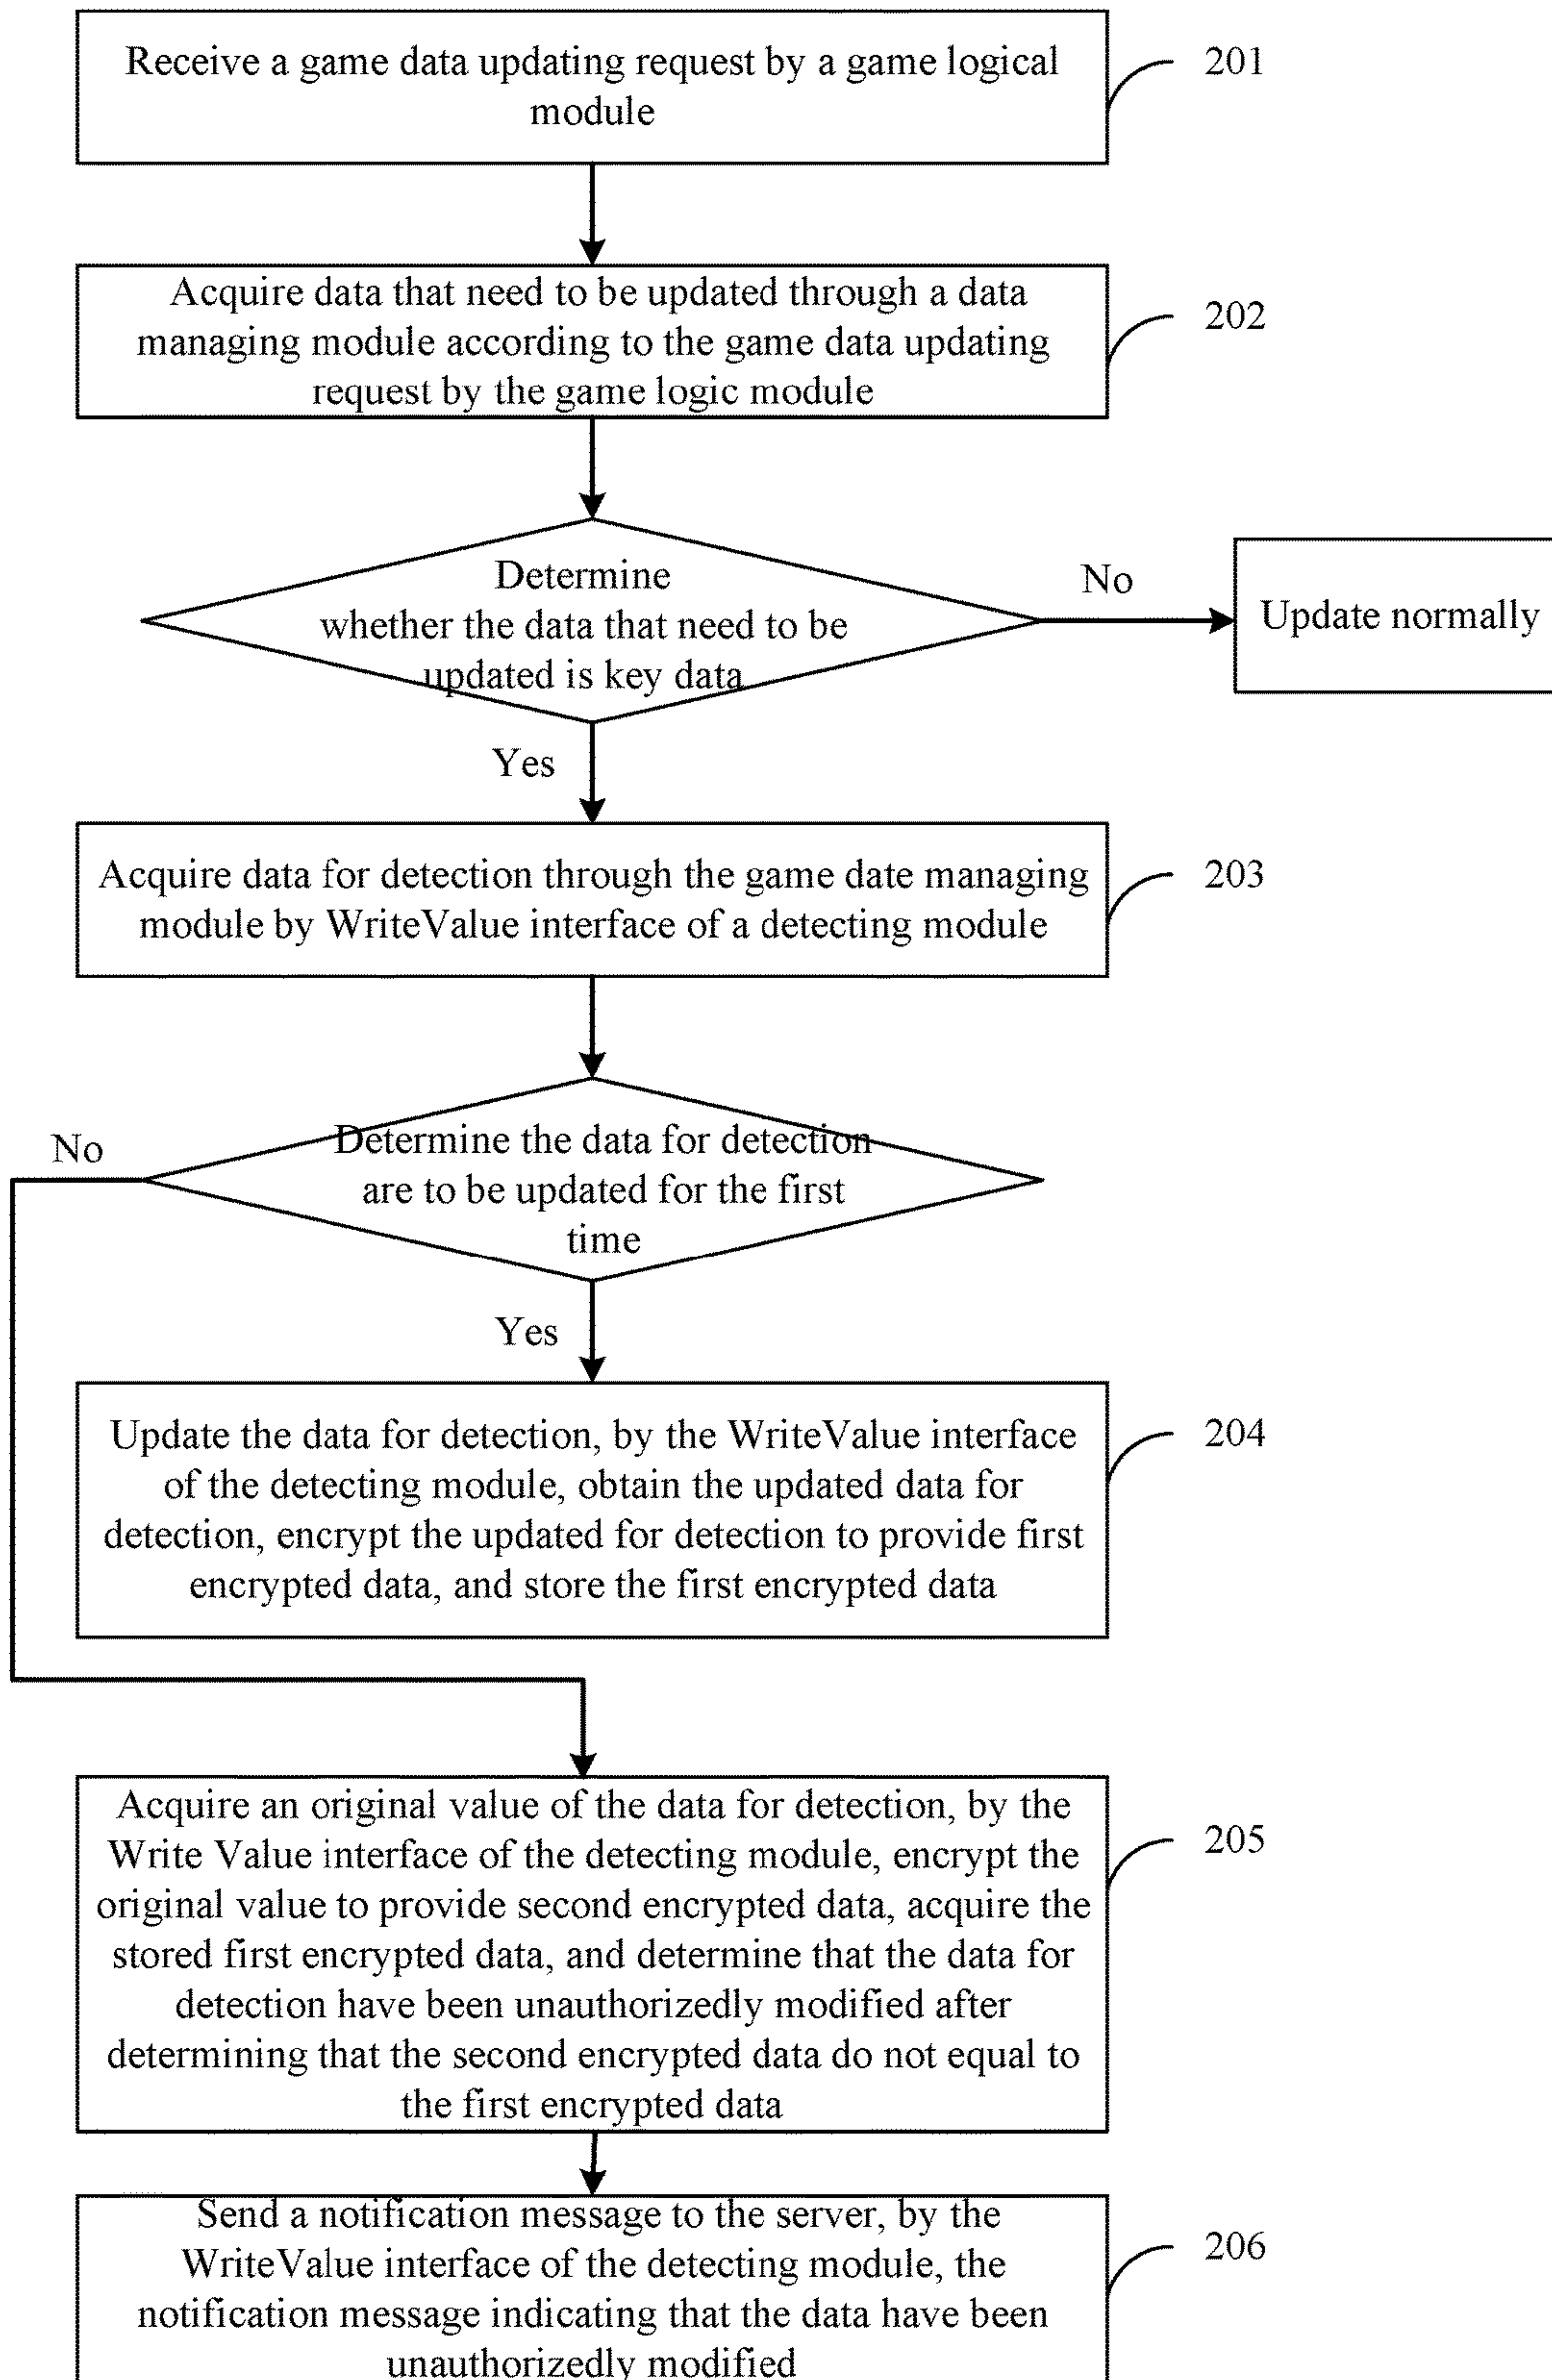 Receive a game data updating request by a game logical
module
201
Acquire data that need to be updated through a data
managing module according to the game data updating
request by the game logic module
202
Determine
whether the data that need to be
updated is key data
No
Update normally
Yes
Acquire data for detection through the game date managing
module by WriteValue interface of a detecting module
203
No
Determine the data for detection
are to be updated for the first
time
Yes
Update the data for detection, by the WriteValue interface
of the detecting module, obtain the updated data for
detection, encrypt the updated for detection to provide first
encrypted data, and store the first encrypted data
204
Acquire an original value of the data for detection, by the
Write Value interface of the detecting module, encrypt the
original value to provide second encrypted data, acquire the
stored first encrypted data, and determine that the data for
detection have been unauthorizedly modified after
determining that the second encrypted data do not equal to
the first encrypted data
205
Send a notification message to the server, by the
WriteValue interface of the detecting module, the
notification message indicating that the data have been
unauthorizedly modified
206